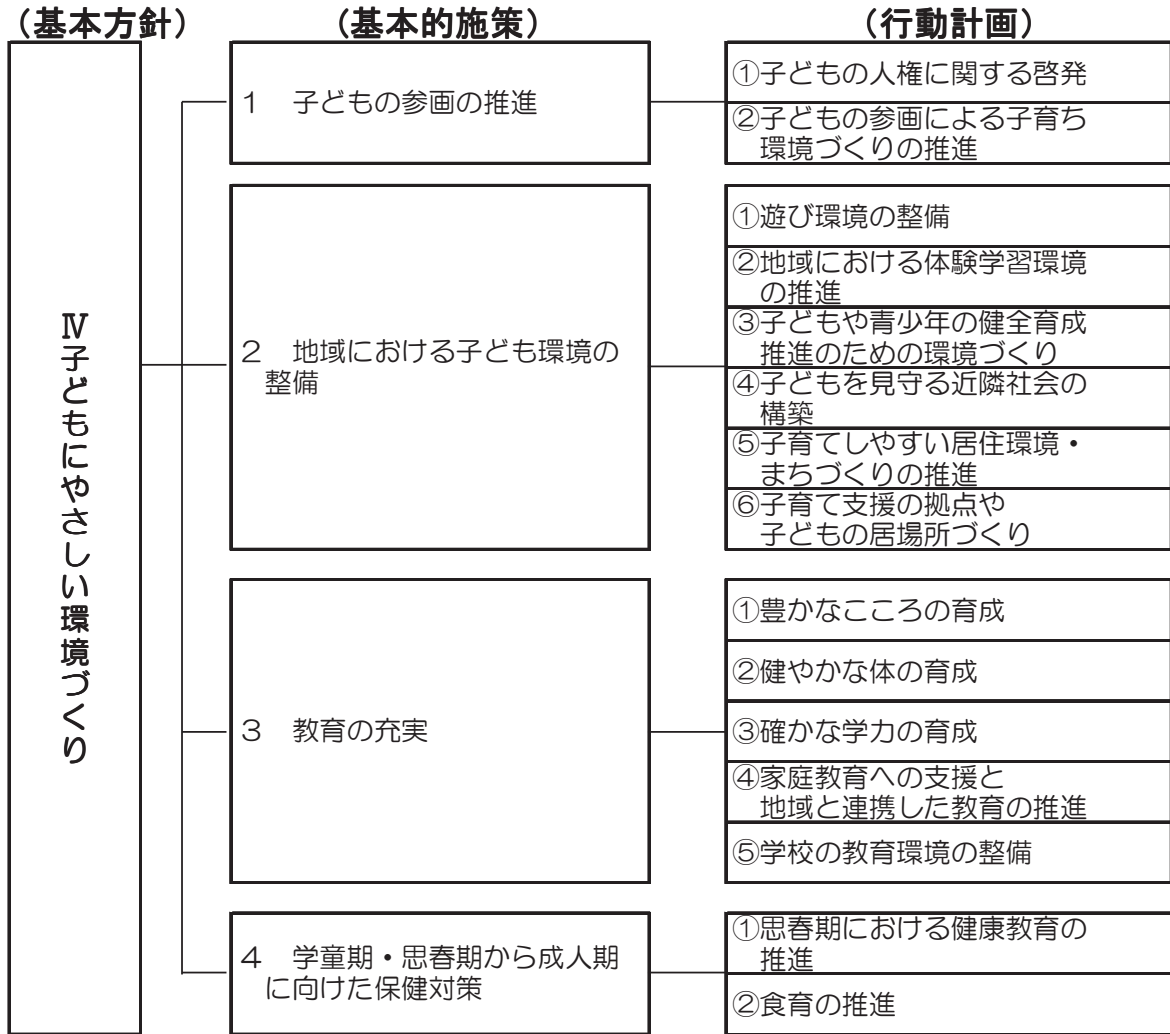 (基本方針)
(基本的施策)
(行動計画)
Ⅳ子どもにやさしい環境づくり
1 子どもの参画の推進
①子どもの人権に関する啓発
②子どもの参画による子育ち
環境づくりの推進
2 地域における子ども環境の
整備
①遊び環境の整備
②地域における体験学習環境
の推進
③子どもや青少年の健全育成
推進のための環境づくり
④子どもを見守る近隣社会の
構築
⑤子育てしやすい居住環境・
まちづくりの推進
⑥子育て支援の拠点や
子どもの居場所づくり
3 教育の充実
①豊かなこころの育成
②健やかな体の育成
③確かな学力の育成
④家庭教育への支援と
地域と連携した教育の推進
⑤学校の教育環境の整備
4 学童期・思春期から成人期
に向けた保健対策
①思春期における健康教育の
推進
②食育の推進